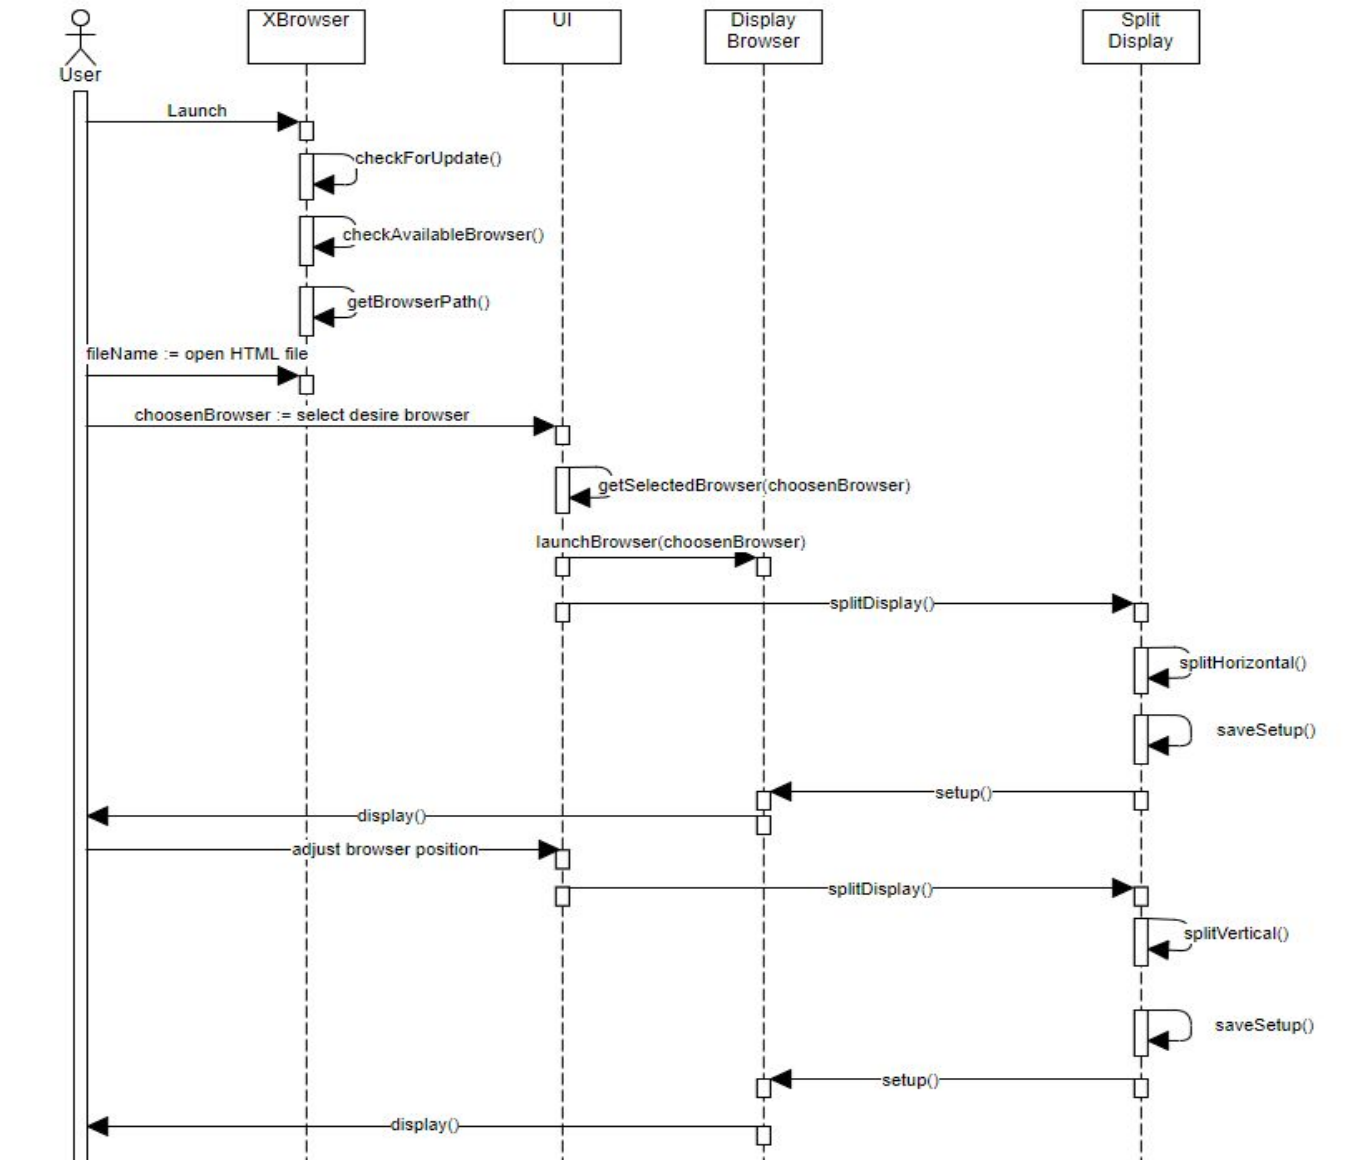 XBrowser
UI
Display
Browser
Split
Display
User
Launch
checkForUpdate()
checkAvailableBrowser()
getBrowserPath()
fileName := open HTML file
choosenBrowser := select desire browser
getSelectedBrowser(choosenBrowser)
launchBrowser(choosenBrowser)
splitDisplay()
splitHorizontal()
saveSetup()
setup()
display()
adjust browser position
splitDisplay()
splitVertical()
saveSetup()
setup()
display()